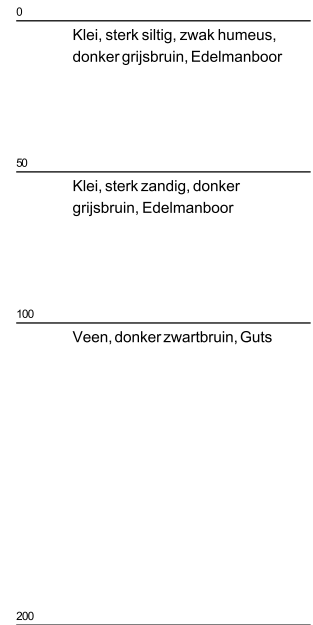 0
Klei, sterk siltig, zwak humeus,
donker grijsbruin, Edelmanboor
50
Klei, sterk zandig, donker
grijsbruin, Edelmanboor
100
Veen, donker zwartbruin, Guts
200